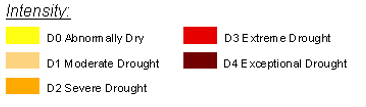 Intensity:
D0 Abnormally Dry
D1 Moderate Drought
D2 Severe Drought
D3 Extreme Drought
D4 Exceptional Drought